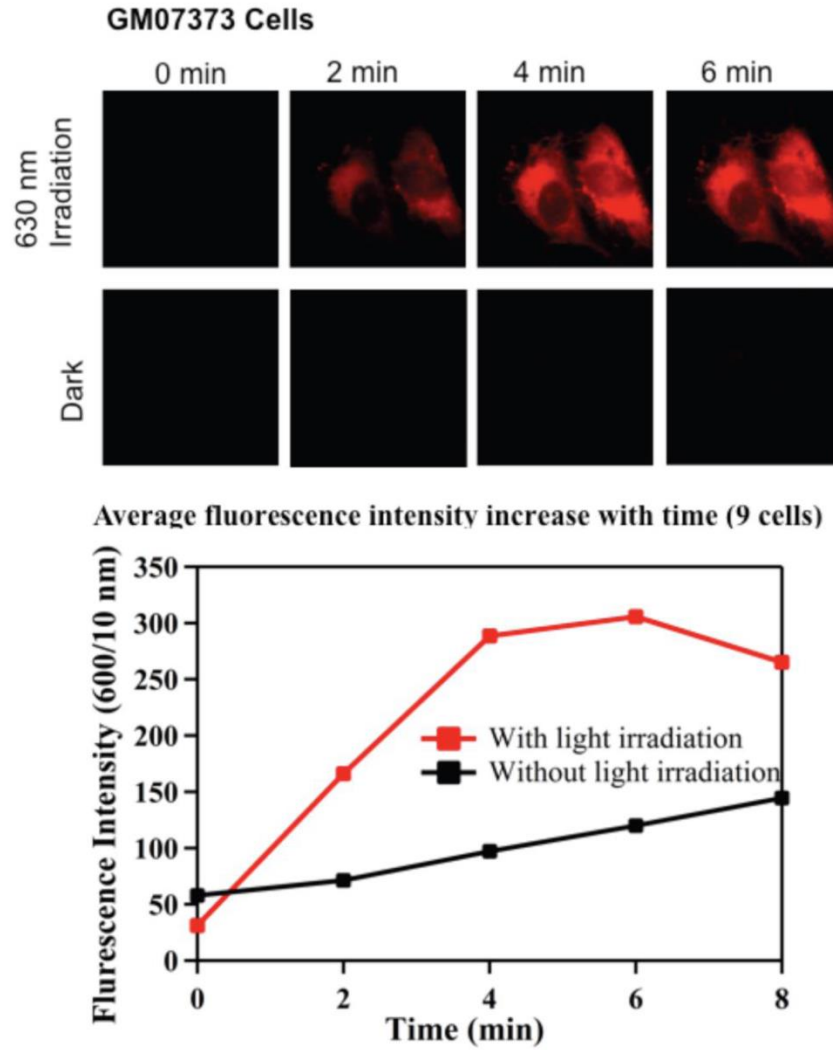 GM07373 Cells
0 min 2 min 4 min 6 min
630 nm
Irradiation
Dark
Average fluorescence intensity increase with time (9 cells)
Flurescence Intensity (600/10 nm)
350
300
250
200
150
100
50
0
With light irradiation
Without light irradiation
0 2 4 6 8
Time (min)